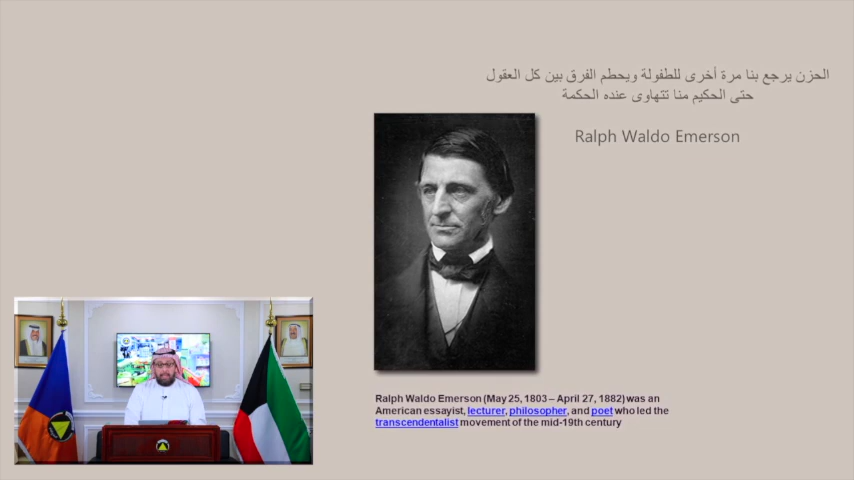 الحزن يرجع بنا مرة أخرى للطفولة ويحطم الفرق بين كل العقول
حتى الحكيم منا تتهاوى عنده الحكمة
Ralph Waldo Emerson
Ralph Waldo Emerson (May 25, 1803 – April 27, 1882) was an
American essayist, lecturer, philosopher, and poet who led the
transcendentalist movement of the mid-19th century